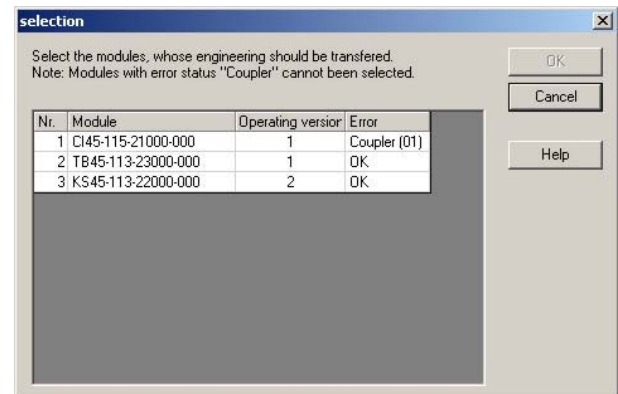 selection
Select the modules, whose engineering should be transfered.
Note: Modules with error status "Coupler" cannot been selected.
OK
Cancel
Help
Nr. Module Operating versior Error
1 CI45-115-21000-000 1 Coupler (01)
2 TB45-113-23000-000 1 OK
3 KS45-113-22000-000 2 OK